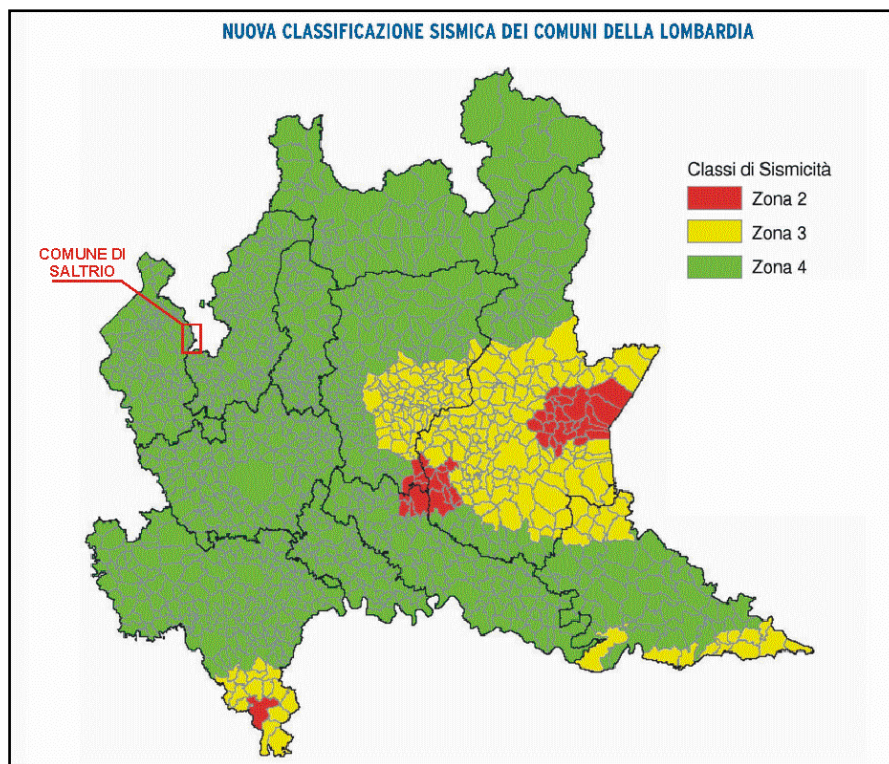 NUOVA CLASSIFICAZIONE SISMICA DEI COMUNI DELLA LOMBARDIA
Classi di Sismicità
Zona 2
Zona 3
Zona 4
COMUNE DI
SALTRIO